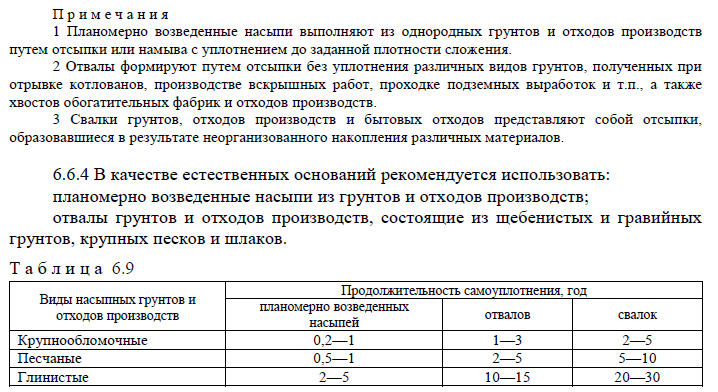 П р и м е ч а н и я
1 Планомерно возведенные насыпи выполняют из однородных грунтов и отходов производств
путем отсыпки или намыва с уплотнением до заданной плотности сложения.
2 Отвалы формируют путем отсыпки без уплотнения различных видов грунтов, полученных при
отрывке котлованов, производстве вскрышных работ, проходке подземных выработок и т.п., а также
хвостов обогатительных фабрик и отходов производств.
3 Свалки грунтов, отходов производств и бытовых отходов представляют собой отсыпки,
образовавшиеся в результате неорганизованного накопления различных материалов.
6.6.4 В качестве естественных оснований рекомендуется использовать:
планомерно возведенные насыпи из грунтов и отходов производств;
отвалы грунтов и отходов производств, состоящие из щебенистых и гравийных
грунтов, крупных песков и шлаков.
Т а б л и ц а 6.9
Виды насыпных грунтов и
отходов производств
Продолжительность самоуплотнения, год
планомерно возведенных
насыпей
отвалов
свалок
Крупнообломочные 0,2—1 1—3 2—5
Песчаные 0,5—1 2—5 5—10
Глинистые 2—5 10—15 20—30